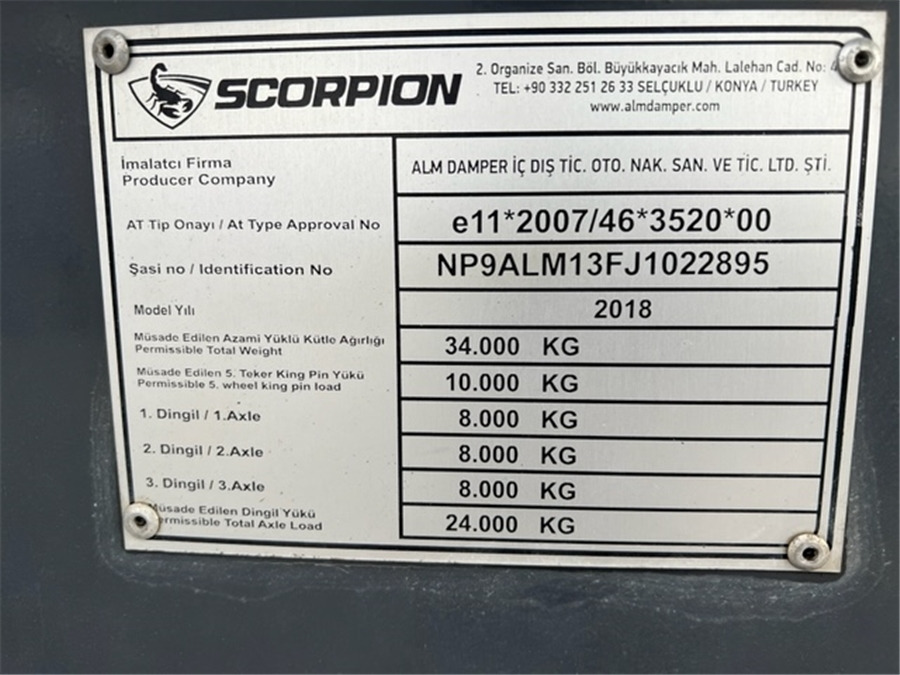 SCORPION
2. Organize San. Böl. Büyükkayacık Mah. Lalehan Cad. No:
TEL: +90 332 251 26 33 SELÇUKLU / KONYA / TURKEY
www.almdamper.com
İmalatcı Firma
Producer Company
ALM DAMPER İÇ DIŞ TİC. OTO. NAK. SAN. VE TİC. LTD. ŞTİ.
AT Tip Onayı / At Type Approval No
e11*2007/46*3520*00
Şasi no / Identification No
NP9ALM13FJ1022895
Model Yılı
2018
Müsade Edilen Azami Yüklü Kütle Ağırlığı
Permissible Total Weight
34.000 KG
Müsade Edilen 5. Teker King Pin Yükü
Permissible 5. wheel king pin load
10.000 KG
1. Dingil / 1.Axle
8.000 KG
2. Dingil / 2.Axle
8.000 KG
3. Dingil / 3.Axle
8.000 KG
Müsade Edilen Dingil Yükü
Permissible Total Axle Load
24.000 KG